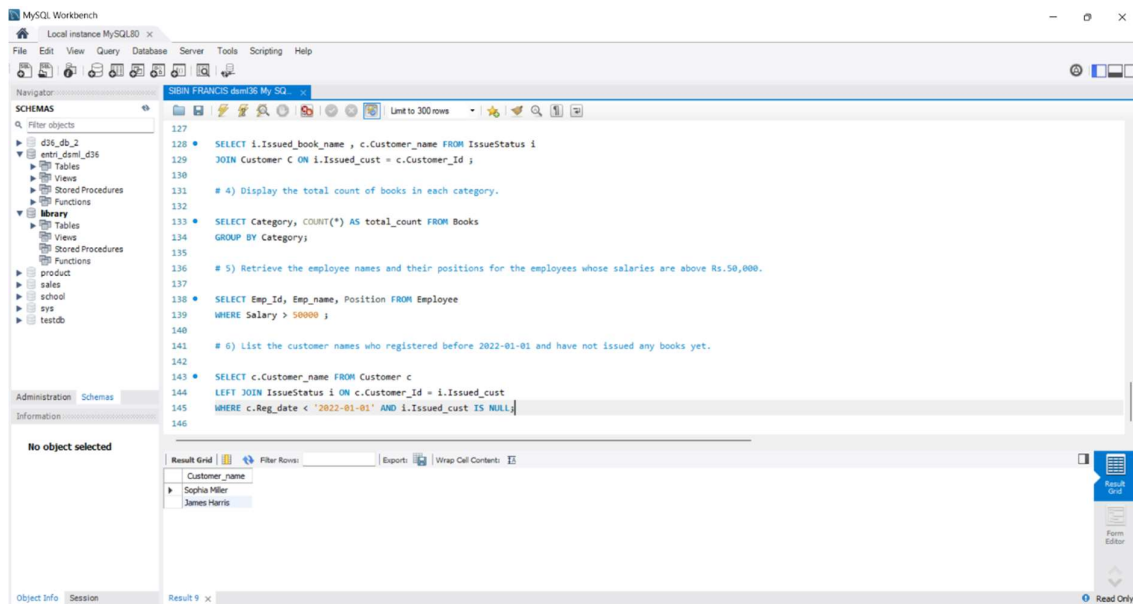 MySQL Workbench
Local instance MySQL80 ×
File Edit View Query Database Server Tools Scripting Help
Navigator
SIBIN FRANCIS dsml36 My SQ... ×
SCHEMAS
Filter objects
d36_db_2
entri_dsml_d36
Tables
Views
Stored Procedures
Functions
library
Tables
Views
Stored Procedures
Functions
product
sales
school
sys
testdb
Administration Schemas
Information
No object selected
Object Info Session
Limit to 300 rows
127
128 SELECT i.Issued_book_name , c.Customer_name FROM IssueStatus i
129 JOIN Customer C ON i.Issued_cust = c.Customer_Id ;
130
131 # 4) Display the total count of books in each category.
132
133 SELECT Category, COUNT(*) AS total_count FROM Books
134 GROUP BY Category;
135
136 # 5) Retrieve the employee names and their positions for the employees whose salaries are above Rs.50,000.
137
138 SELECT Emp_Id, Emp_name, Position FROM Employee
139 WHERE Salary > 50000 ;
140
141 # 6) List the customer names who registered before 2022-01-01 and have not issued any books yet.
142
143 SELECT c.Customer_name FROM Customer c
144 LEFT JOIN IssueStatus i ON c.Customer_Id = i.Issued_cust
145 WHERE c.Reg_date < '2022-01-01' AND i.Issued_cust IS NULL;
146
Result Grid Filter Rows: Export: Wrap Cell Content:
Customer_name
Sophia Miller
James Harris
Result Grid
Form Editor
Result 9 ×
Read Only